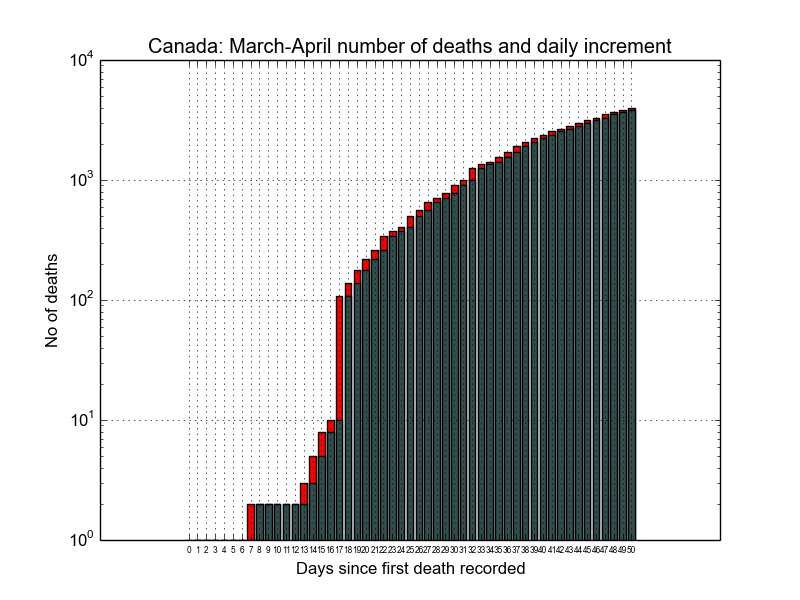 Canada: March-April number of deaths and daily increment
10^4
10^3
10^2
10^1
10^0
No of deaths
0 1 2 3 4 5 6 7 8 9 10 11 12 13 14 15 16 17 18 19 20 21 22 23 24 25 26 27 28 29 30 31 32 33 34 35 36 37 38 39 40 41 42 43 44 45 46 47 48 49 50
Days since first death recorded